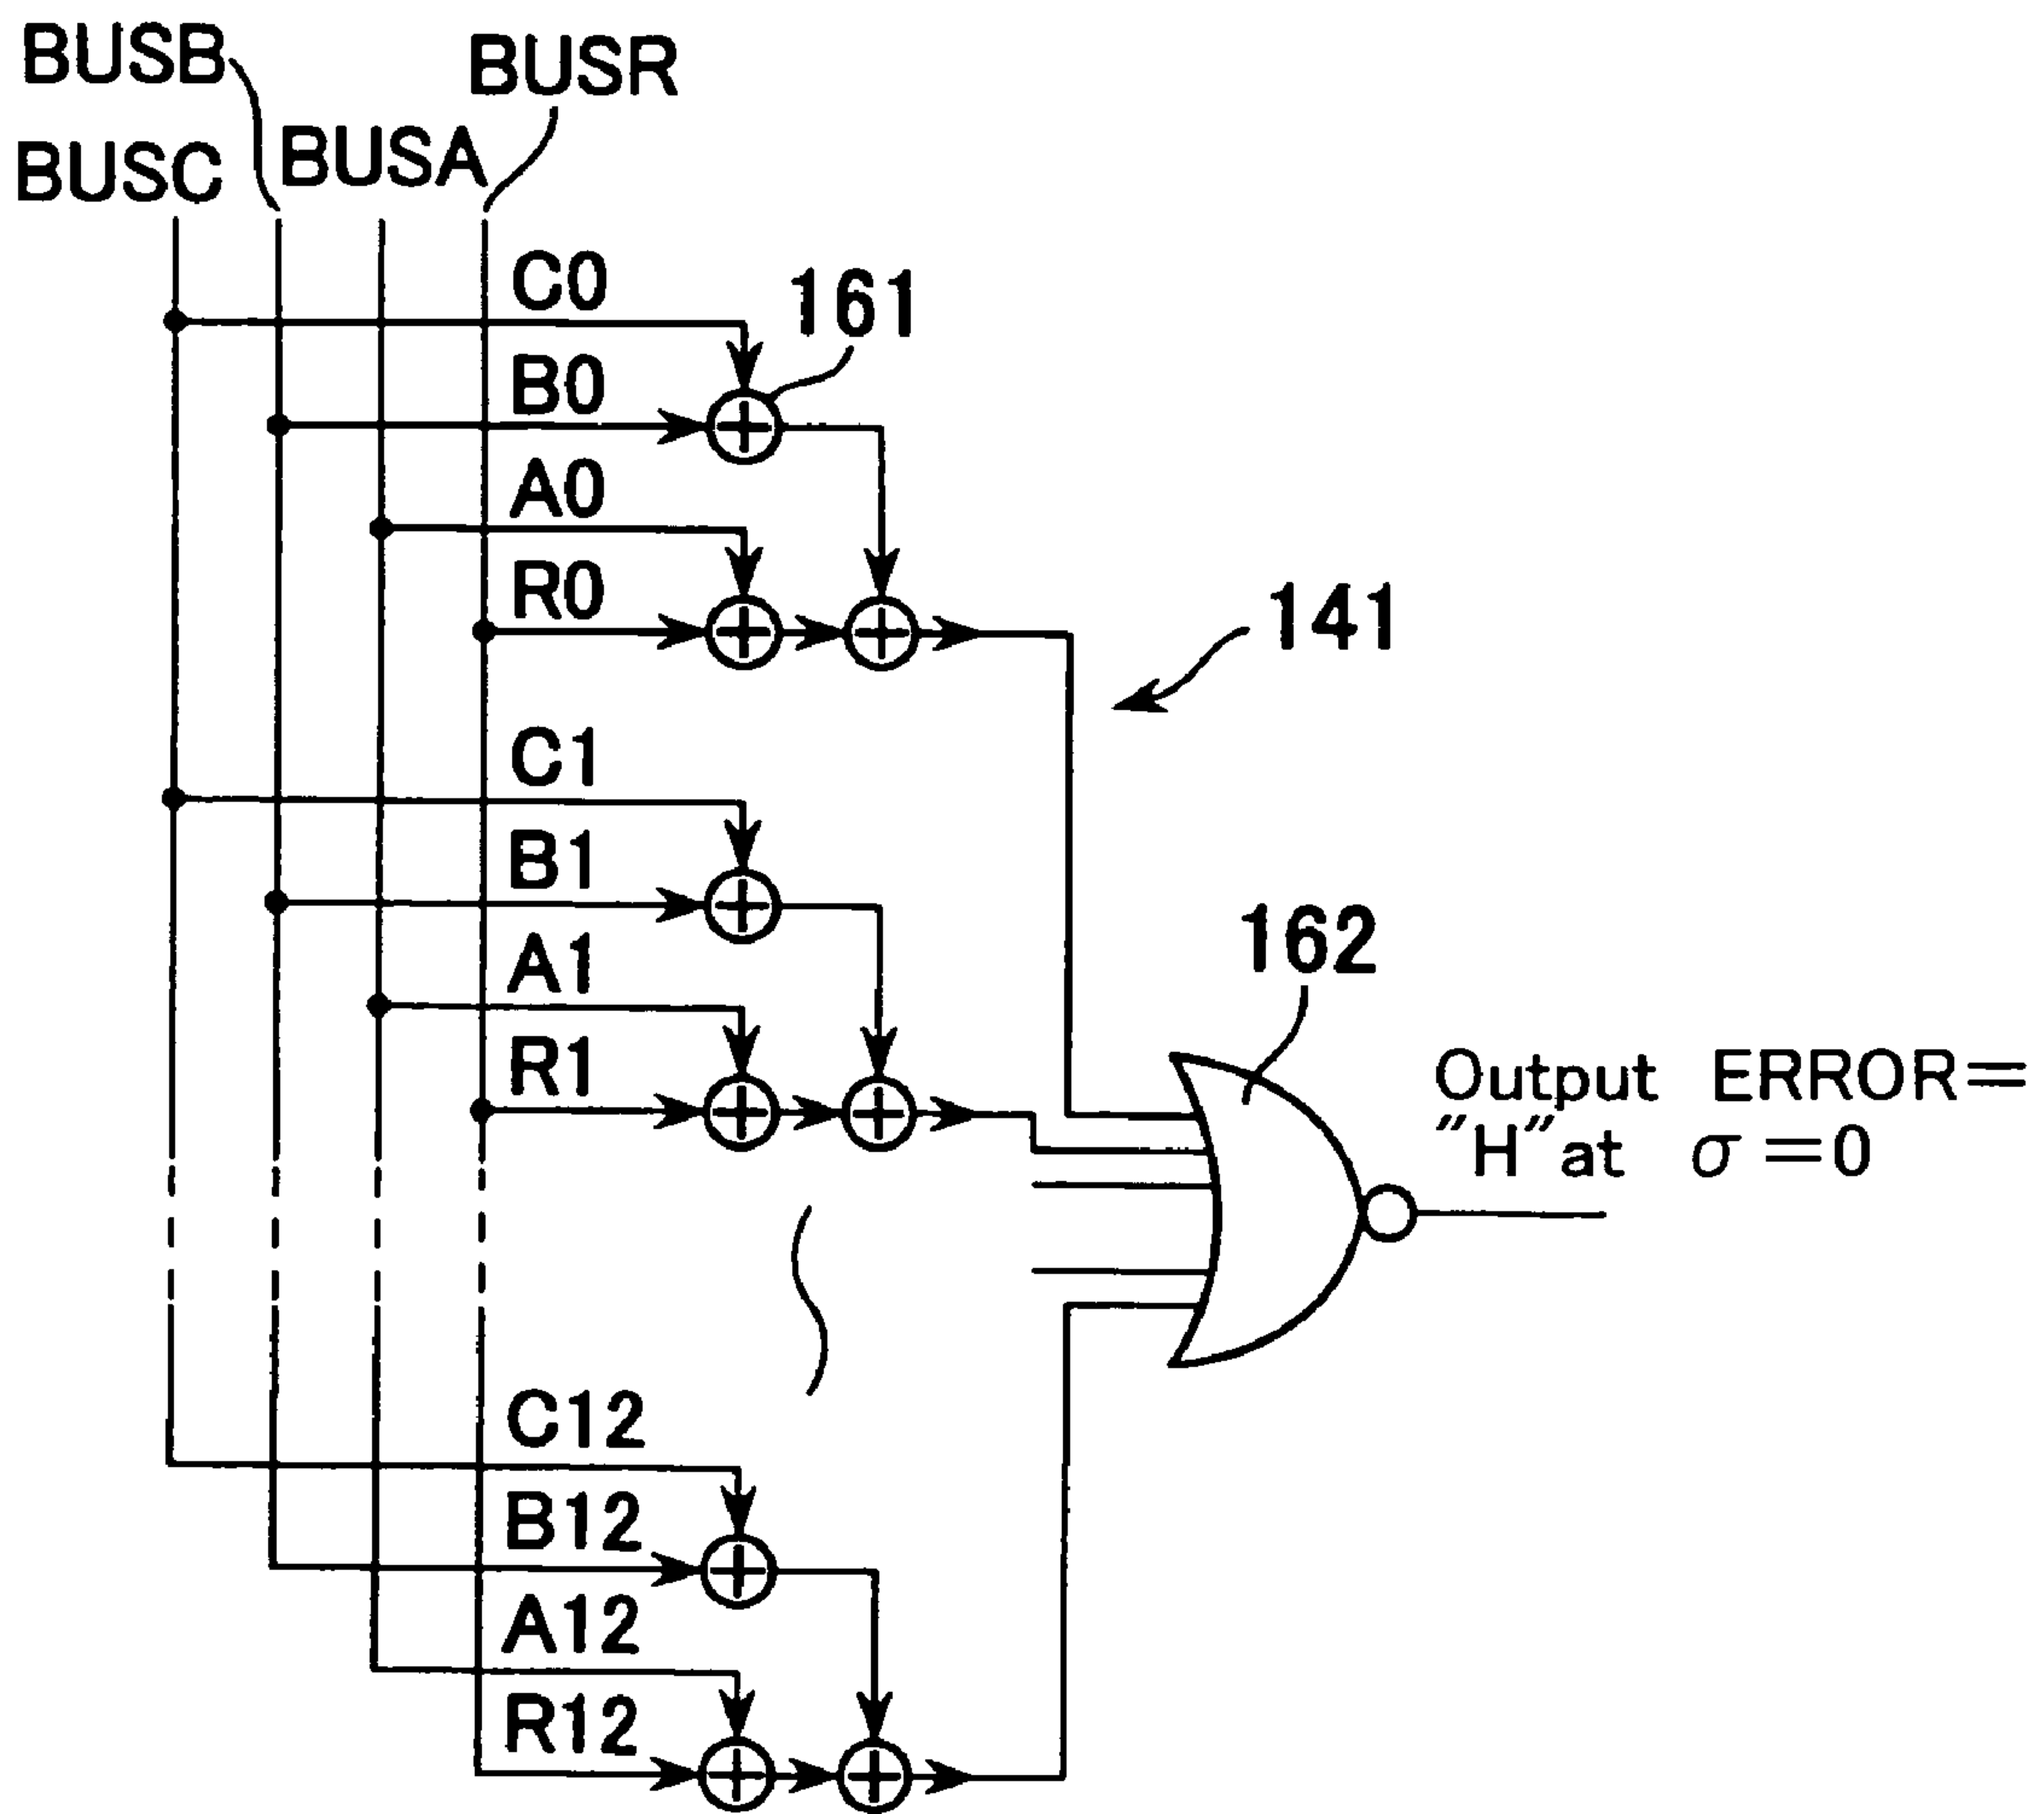 BUSB
BUSR
BUSC
BUSA
C0
161
B0
A0
R0
141
C1
B1
A1
162
R1
Output ERROR=
"H"at σ=0
C12
B12
A12
R12